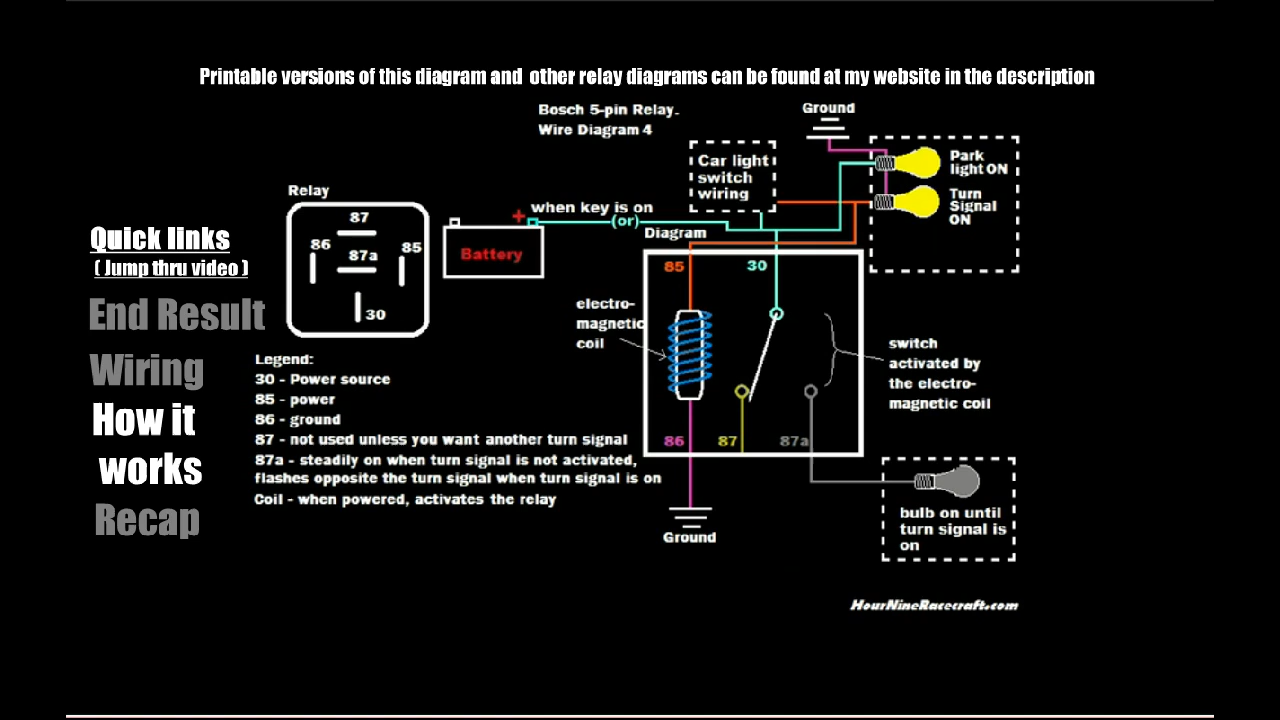 Printable versions of this diagram and other relay diagrams can be found at my website in the description
Bosch 5-pin Relay.
Wire Diagram 4
Ground
Car light
switch
wiring
Park
light ON
Turn
Signal
ON
Relay
87
86
87a
85
30
+
when key is on
(or)
Battery
Diagram
85
30
Quick links
( Jump thru video )
End Result
Wiring
How it
works
Recap
electro-
magnetic
coil
switch
activated by
the electro-
magnetic coil
Legend:
30 - Power source
85 - power
86 - ground
87 - not used unless you want another turn signal
87a - steadily on when turn signal is not activated,
flashes opposite the turn signal when turn signal is on
Coil - when powered, activates the relay
86
87
87a
Ground
bulb on until
turn signal is
on
HourNineRacecraft.com